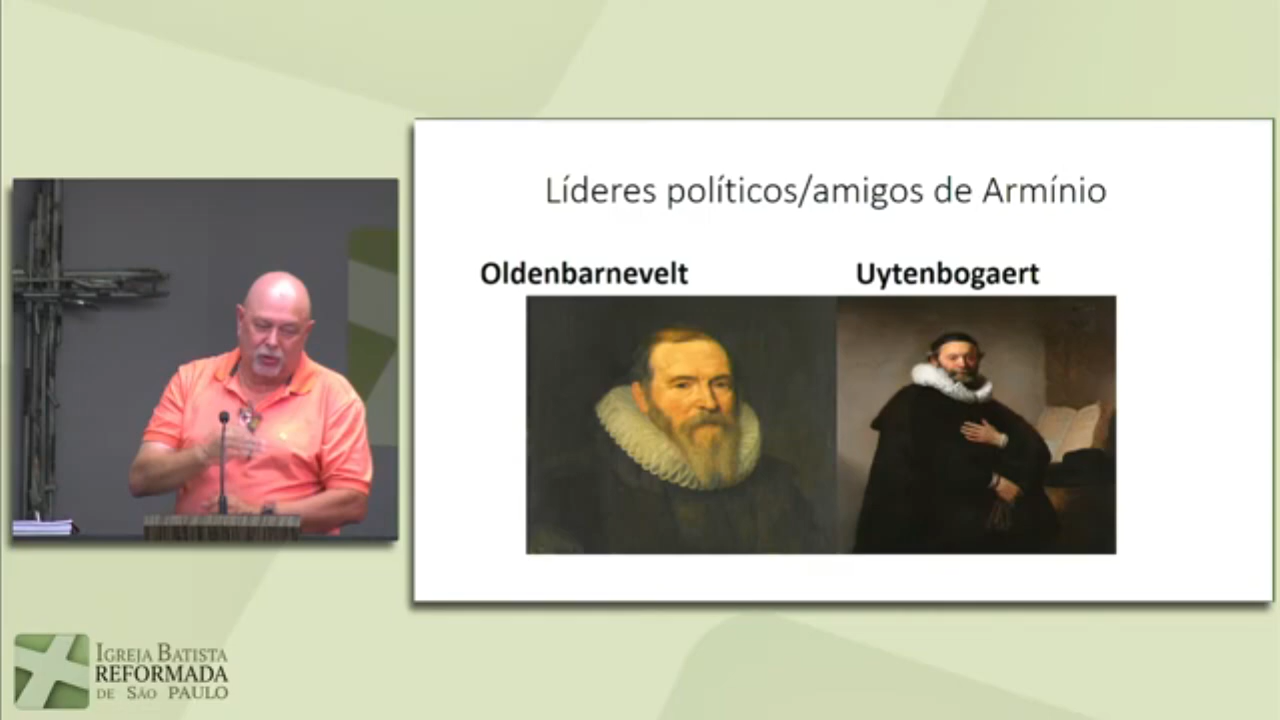 Líderes políticos/amigos de Armínio
Oldenbarnevelt
Uytenbogaert
IGREJA BATISTA
REFORMADA
DE SÃO PAULO